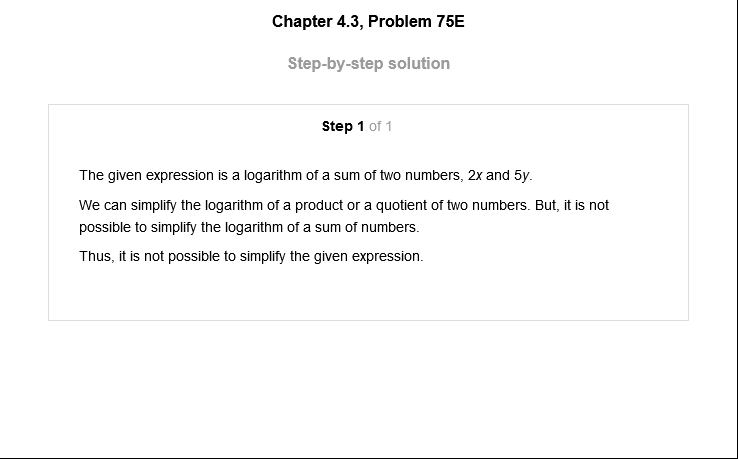 Chapter 4.3, Problem 75E
Step-by-step solution
Step 1 of 1
The given expression is a logarithm of a sum of two numbers, 2x and 5y.
We can simplify the logarithm of a product or a quotient of two numbers. But, it is not
possible to simplify the logarithm of a sum of numbers.
Thus, it is not possible to simplify the given expression.